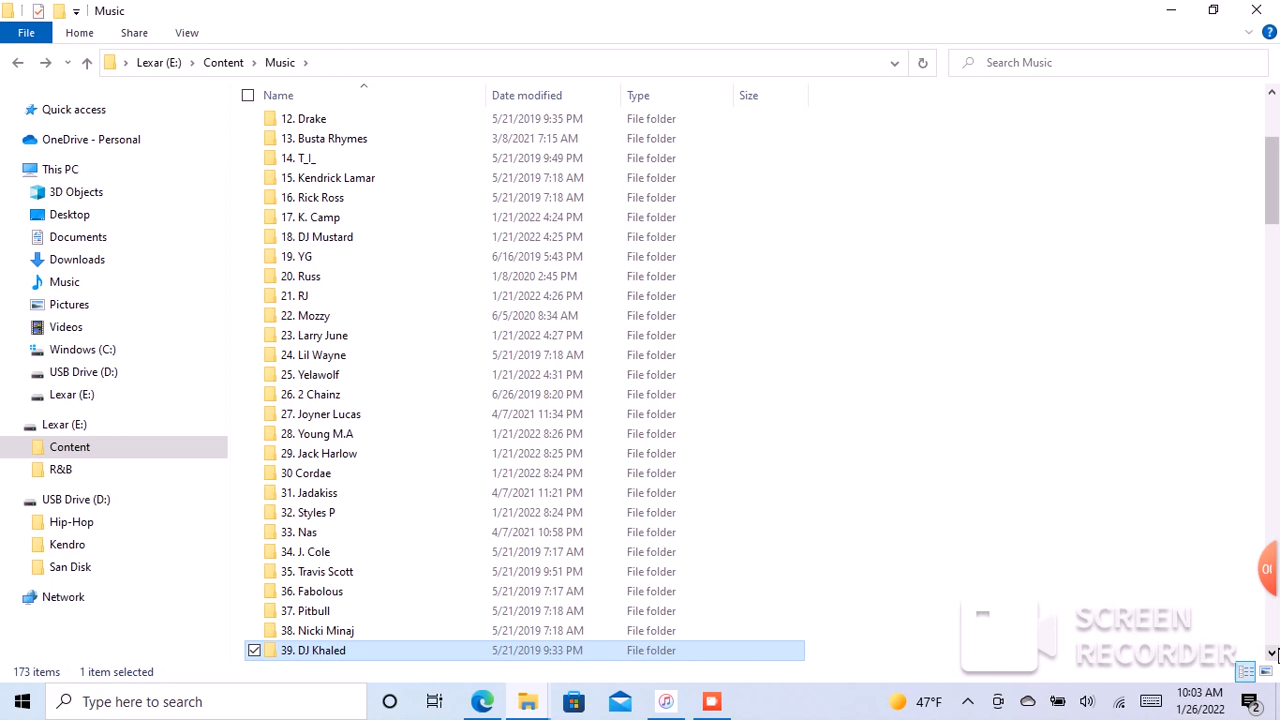 Music
File Home Share View
Lexar (E:) Content Music Search Music
Name Date modified Type Size
Quick access
OneDrive - Personal
This PC
3D Objects
Desktop
Documents
Downloads
Music
Pictures
Videos
Windows (C:)
USB Drive (D:)
Lexar (E:)
Lexar (E:)
Content
R&B
USB Drive (D:)
Hip-Hop
Kendro
San Disk
Network
12. Drake 5/21/2019 9:35 PM File folder
13. Busta Rhymes 3/8/2021 7:15 AM File folder
14. T_I_ 5/21/2019 9:49 PM File folder
15. Kendrick Lamar 5/21/2019 7:18 AM File folder
16. Rick Ross 5/21/2019 7:18 AM File folder
17. K. Camp 1/21/2022 4:24 PM File folder
18. DJ Mustard 1/21/2022 4:25 PM File folder
19. YG 6/16/2019 5:43 PM File folder
20. Russ 1/8/2020 2:45 PM File folder
21. RJ 1/21/2022 4:26 PM File folder
22. Mozzy 6/5/2020 8:34 AM File folder
23. Larry June 1/21/2022 4:27 PM File folder
24. Lil Wayne 5/21/2019 7:18 AM File folder
25. Yelawolf 1/21/2022 4:31 PM File folder
26. 2 Chainz 6/26/2019 8:20 PM File folder
27. Joyner Lucas 4/7/2021 11:34 PM File folder
28. Young M.A 1/21/2022 8:26 PM File folder
29. Jack Harlow 1/21/2022 8:25 PM File folder
30 Cordae 1/21/2022 8:24 PM File folder
31. Jadakiss 4/7/2021 11:21 PM File folder
32. Styles P 1/21/2022 8:24 PM File folder
33. Nas 4/7/2021 10:58 PM File folder
34. J. Cole 5/21/2019 7:17 AM File folder
35. Travis Scott 5/21/2019 9:51 PM File folder
36. Fabolous 5/21/2019 7:17 AM File folder
37. Pitbull 5/21/2019 7:18 AM File folder
38. Nicki Minaj 5/21/2019 7:18 AM File folder
39. DJ Khaled 5/21/2019 9:33 PM File folder
SCREEN
RECORDER
173 items 1 item selected
Type here to search
47°F
10:03 AM
1/26/2022
2